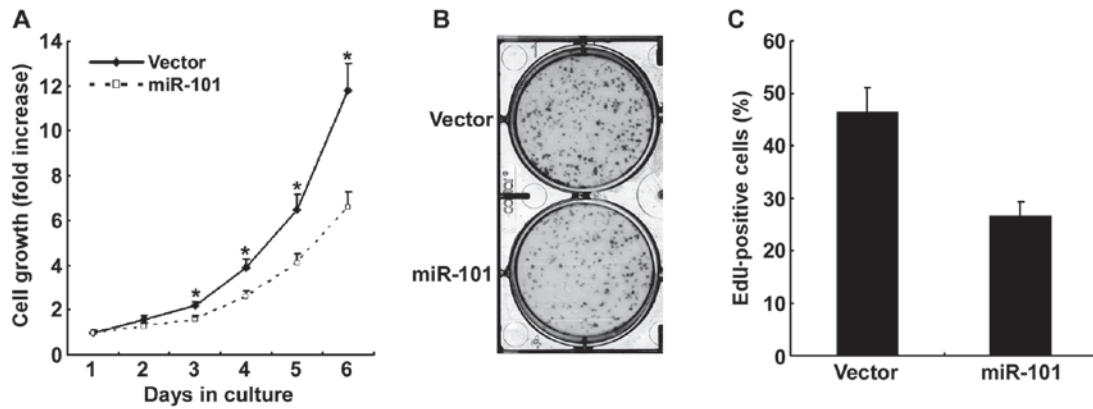 A
Cell growth (fold increase)
14
12
10
8
6
4
2
0
Vector
miR-101
*
*
*
*
1 2 3 4 5 6
Days in culture
B
Vector
miR-101
C
EdU-positive cells (%)
60
50
40
30
20
10
0
Vector miR-101